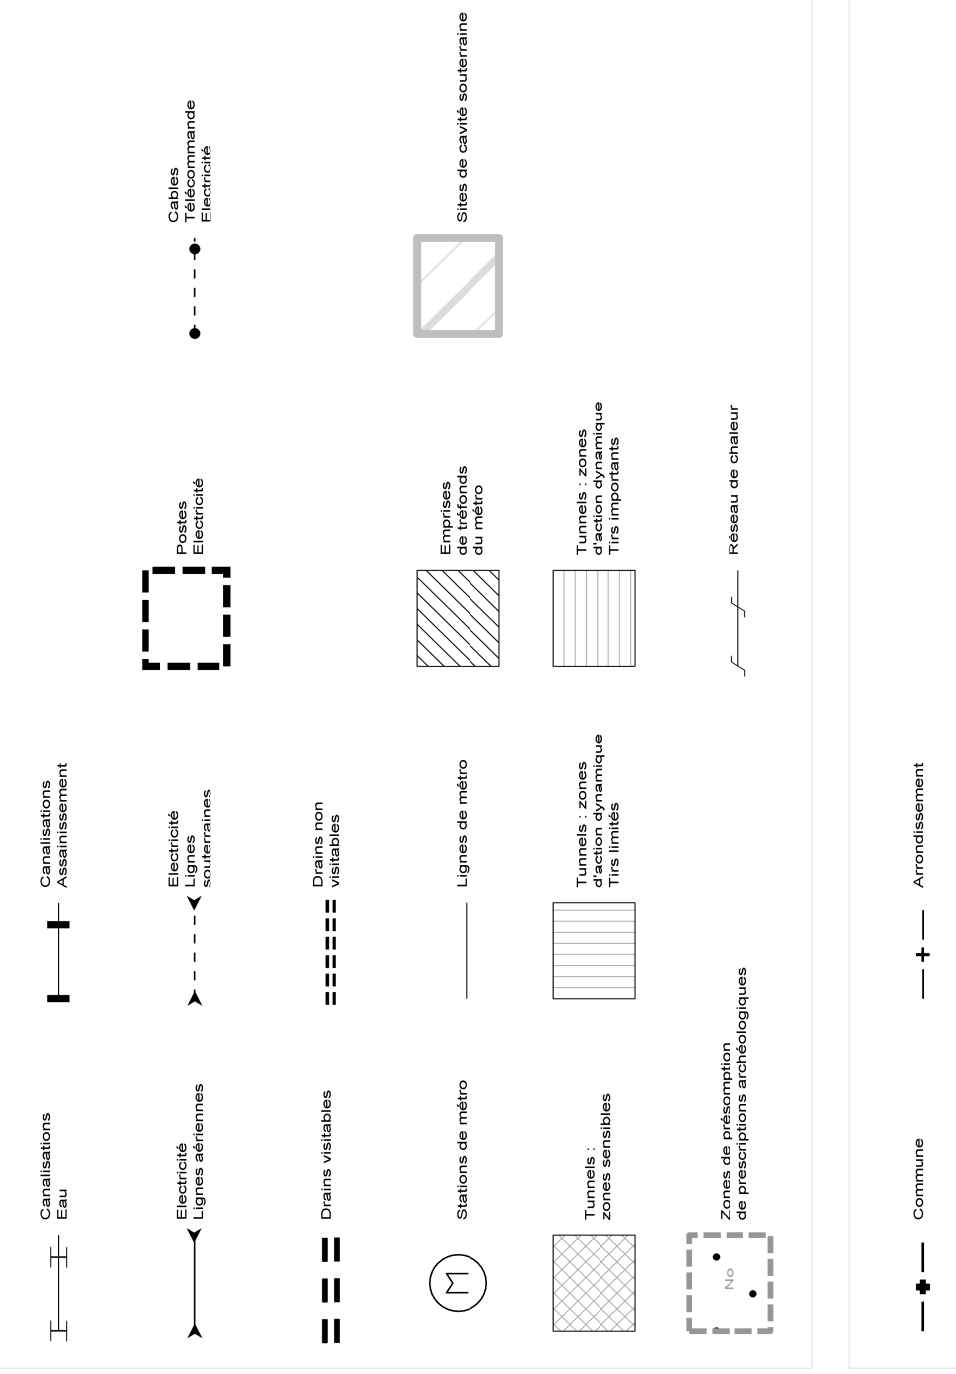 Canalisations
Eau
Canalisations
Assainissement
Electricité
Lignes aériennes
Electricité
Lignes
souterraines
Postes
Electricité
Cables
Télécommande
Electricité
Drains visitables
Drains non
visitables
M
Stations de métro
Lignes de métro
Emprises
de tréfonds
du métro
Sites de cavité souterraine
Tunnels :
zones sensibles
Tunnels : zones
d'action dynamique
Tirs limités
Tunnels : zones
d'action dynamique
Tirs importants
No
Zones de présomption
de prescriptions archéologiques
Réseau de chaleur
Commune
Arrondissement